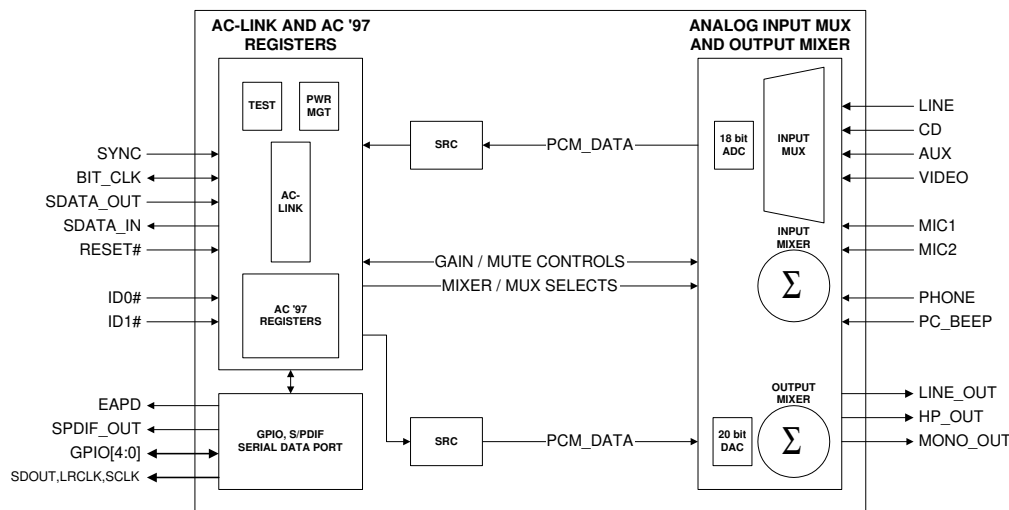 AC-LINK AND AC '97
REGISTERS
ANALOG INPUT MUX
AND OUTPUT MIXER
TEST
PWR
MGT
AC-
LINK
AC '97
REGISTERS
SYNC
BIT_CLK
SDATA_OUT
SDATA_IN
RESET#
ID0#
ID1#
SRC
PCM_DATA
GAIN / MUTE CONTROLS
MIXER / MUX SELECTS
18 bit
ADC
INPUT
MUX
INPUT
MIXER
Σ
LINE
CD
AUX
VIDEO
MIC1
MIC2
PHONE
PC_BEEP
EAPD
SPDIF_OUT
GPIO[4:0]
SDOUT,LRCLK,SCLK
GPIO, S/PDIF
SERIAL DATA PORT
SRC
PCM_DATA
20 bit
DAC
OUTPUT
MIXER
Σ
LINE_OUT
HP_OUT
MONO_OUT